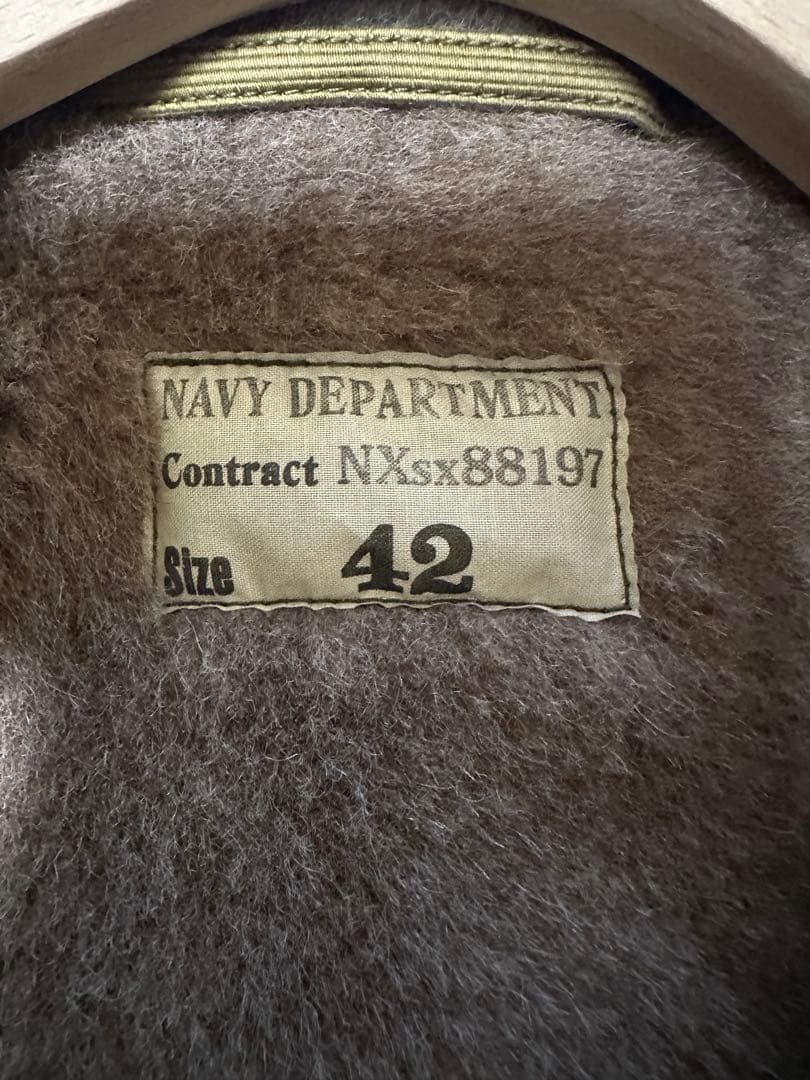 NAVY DEPARTMENT
Contract NXsx88197
Size 42